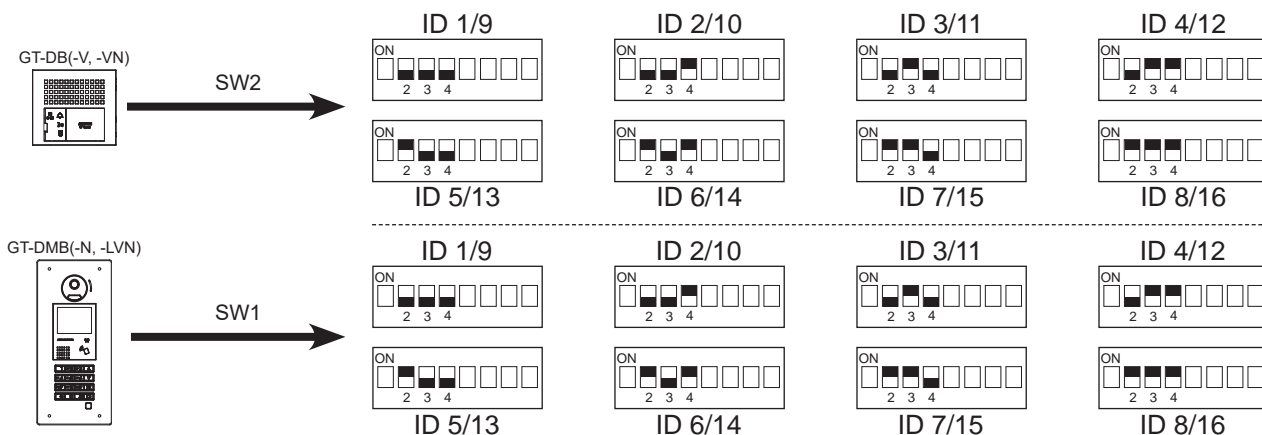 ID 1/9 ID 2/10 ID 3/11 ID 4/12
GT-DB(-V, -VN)
ON ON ON ON
SW2
2 3 4 2 3 4 2 3 4 2 3 4
ON ON ON ON
2 3 4 2 3 4 2 3 4 2 3 4
ID 5/13 ID 6/14 ID 7/15 ID 8/16
GT-DMB(-N, -LVN)
ID 1/9 ID 2/10 ID 3/11 ID 4/12
ON ON ON ON
SW1
2 3 4 2 3 4 2 3 4 2 3 4
ON ON ON ON
2 3 4 2 3 4 2 3 4 2 3 4
ID 5/13 ID 6/14 ID 7/15 ID 8/16